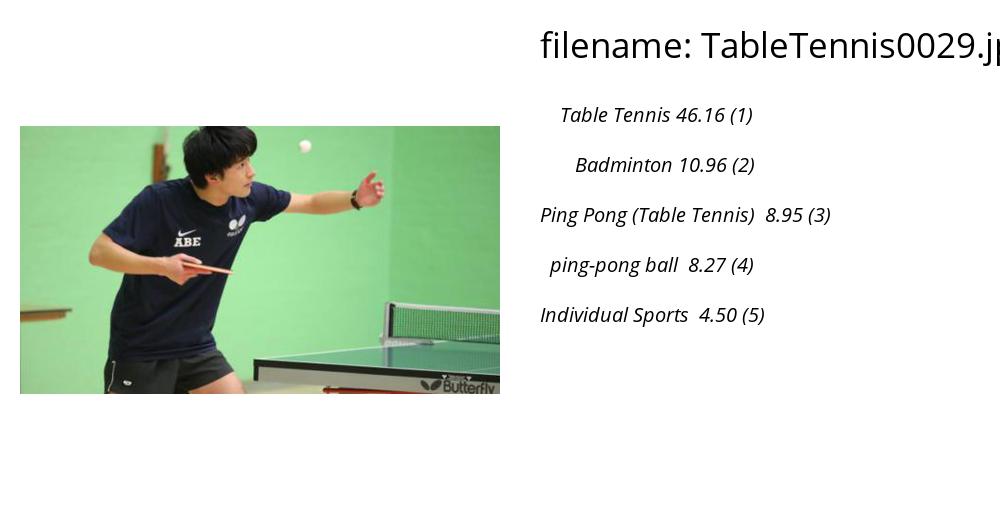 filename: TableTennis0029.jp
Table Tennis 46.16 (1)
Badminton 10.96 (2)
Ping Pong (Table Tennis) 8.95 (3)
ping-pong ball 8.27 (4)
Individual Sports 4.50 (5)
ABE
Butterfly